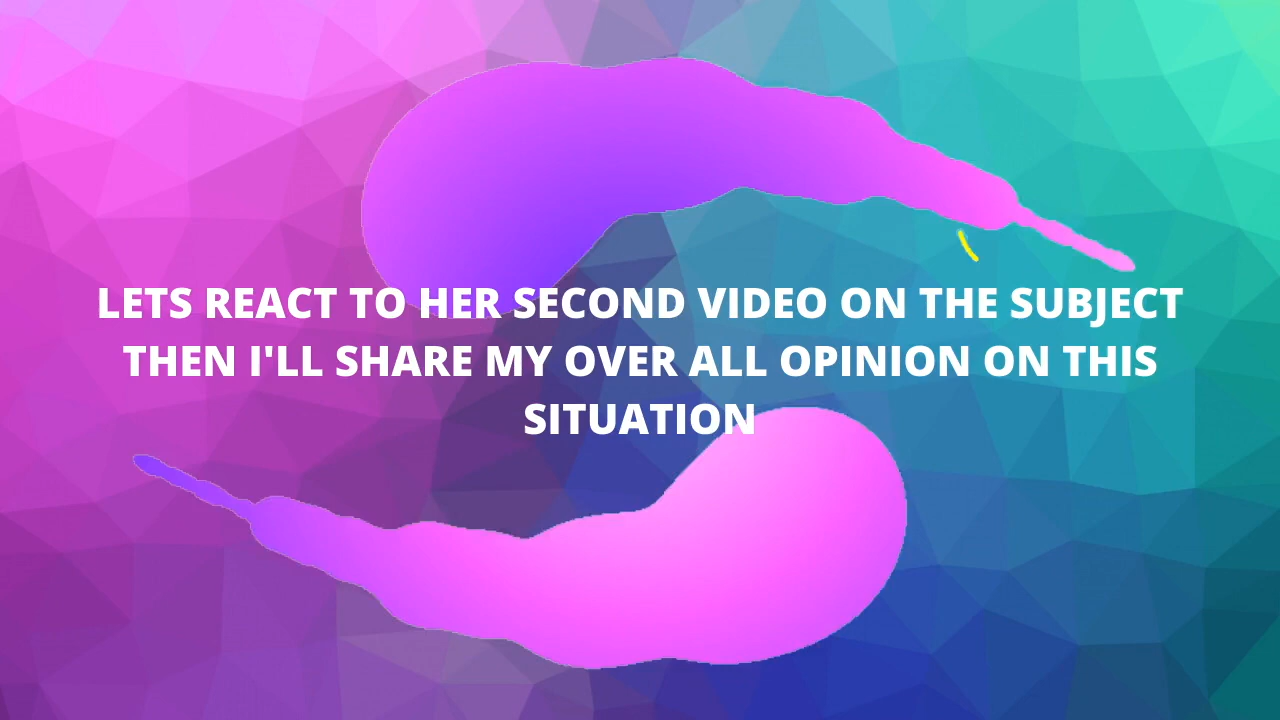 LETS REACT TO HER SECOND VIDEO ON THE SUBJECT
THEN I'LL SHARE MY OVER ALL OPINION ON THIS
SITUATION